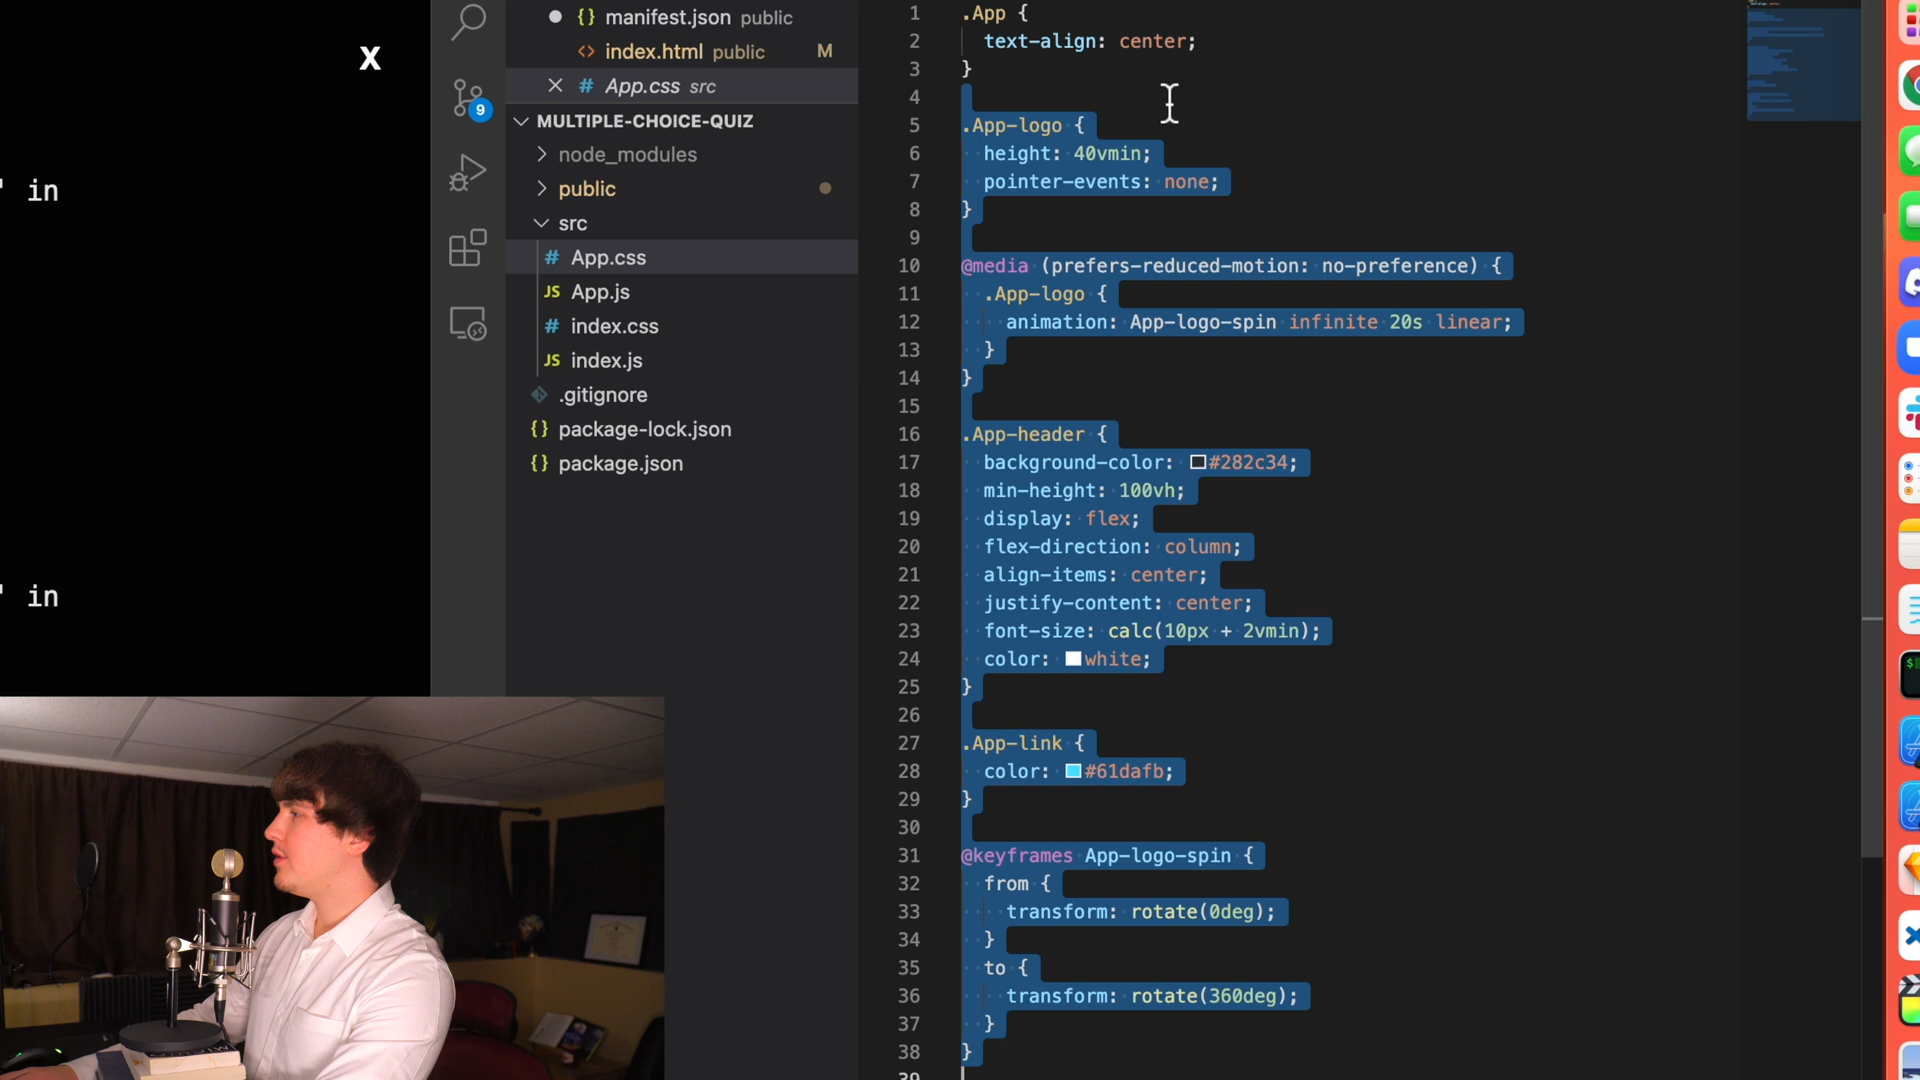 X
' in
' in
9
{} manifest.json public
<> index.html public M
# App.css src
MULTIPLE-CHOICE-QUIZ
node_modules
public
src
# App.css
JS App.js
# index.css
JS index.js
.gitignore
{} package-lock.json
{} package.json
1 .App {
2 text-align: center;
3 }
4
5 .App-logo {
6 height: 40vmin;
7 pointer-events: none;
8 }
9
10 @media (prefers-reduced-motion: no-preference) {
11 .App-logo {
12 animation: App-logo-spin infinite 20s linear;
13 }
14 }
15
16 .App-header {
17 background-color: #282c34;
18 min-height: 100vh;
19 display: flex;
20 flex-direction: column;
21 align-items: center;
22 justify-content: center;
23 font-size: calc(10px + 2vmin);
24 color: white;
25 }
26
27 .App-link {
28 color: #61dafb;
29 }
30
31 @keyframes App-logo-spin {
32 from {
33 transform: rotate(0deg);
34 }
35 to {
36 transform: rotate(360deg);
37 }
38 }
39